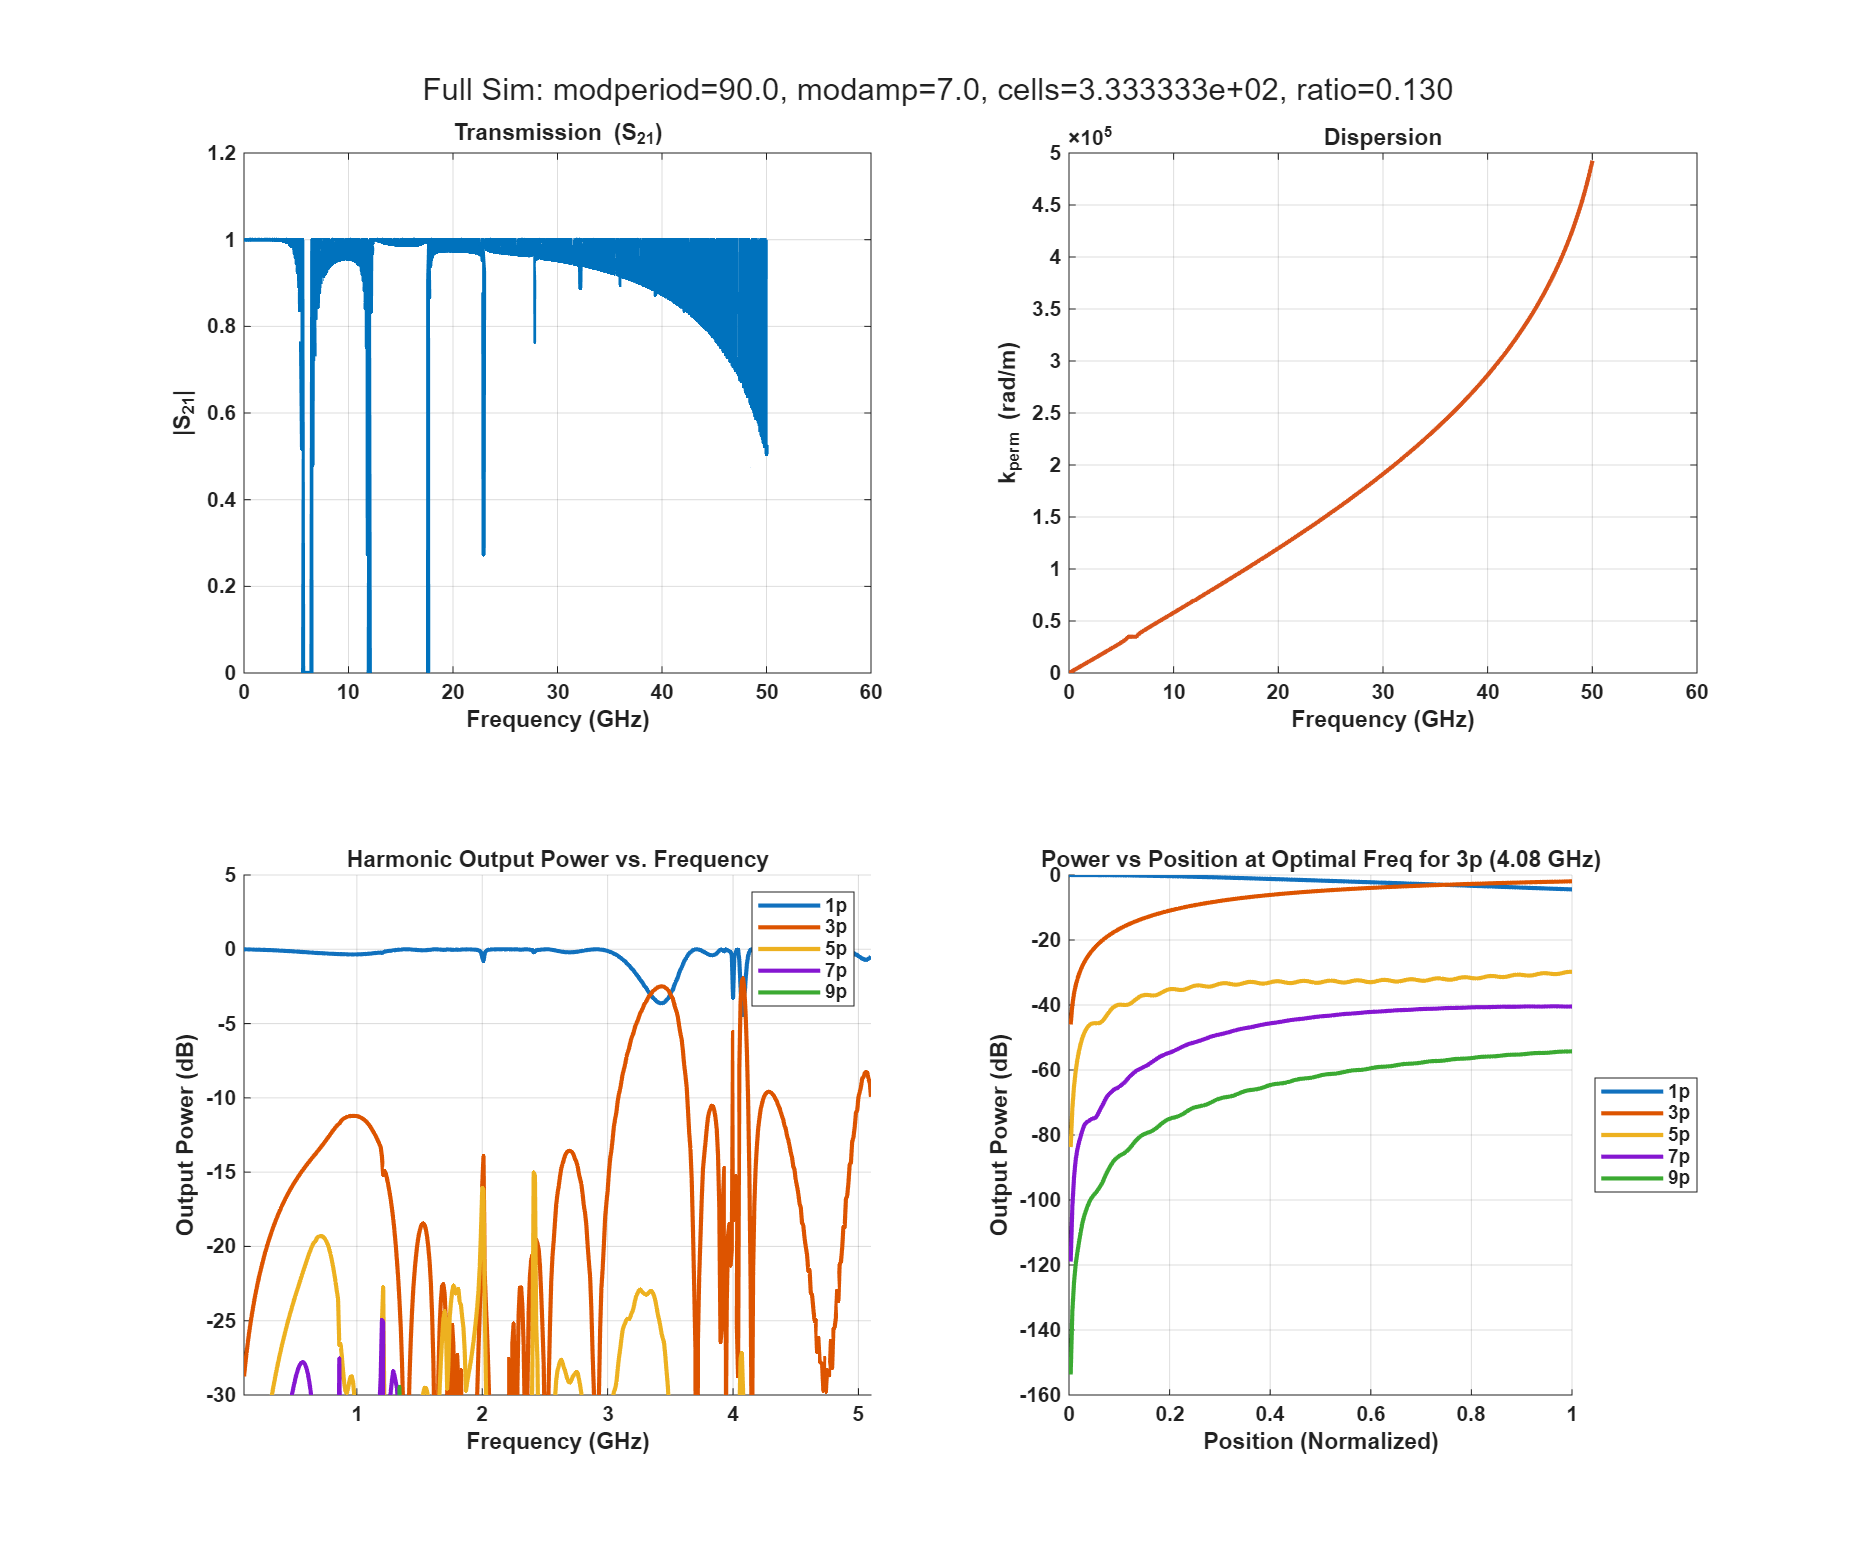 Full Sim: modperiod=90.0, modamp=7.0, cells=3.333333e+02, ratio=0.130
Transmission (S21)
1.2
1
0.8
0.6
0.4
0.2
0
|S21|
0 10 20 30 40 50 60
Frequency (GHz)
Dispersion
×10^5
5
4.5
4
3.5
3
2.5
2
1.5
1
0.5
0
kperm (rad/m)
0 10 20 30 40 50 60
Frequency (GHz)
Harmonic Output Power vs. Frequency
5
0
-5
-10
-15
-20
-25
-30
Output Power (dB)
1p
3p
5p
7p
9p
1 2 3 4 5
Frequency (GHz)
Power vs Position at Optimal Freq for 3p (4.08 GHz)
0
-20
-40
-60
-80
-100
-120
-140
-160
Output Power (dB)
0 0.2 0.4 0.6 0.8 1
Position (Normalized)
1p
3p
5p
7p
9p